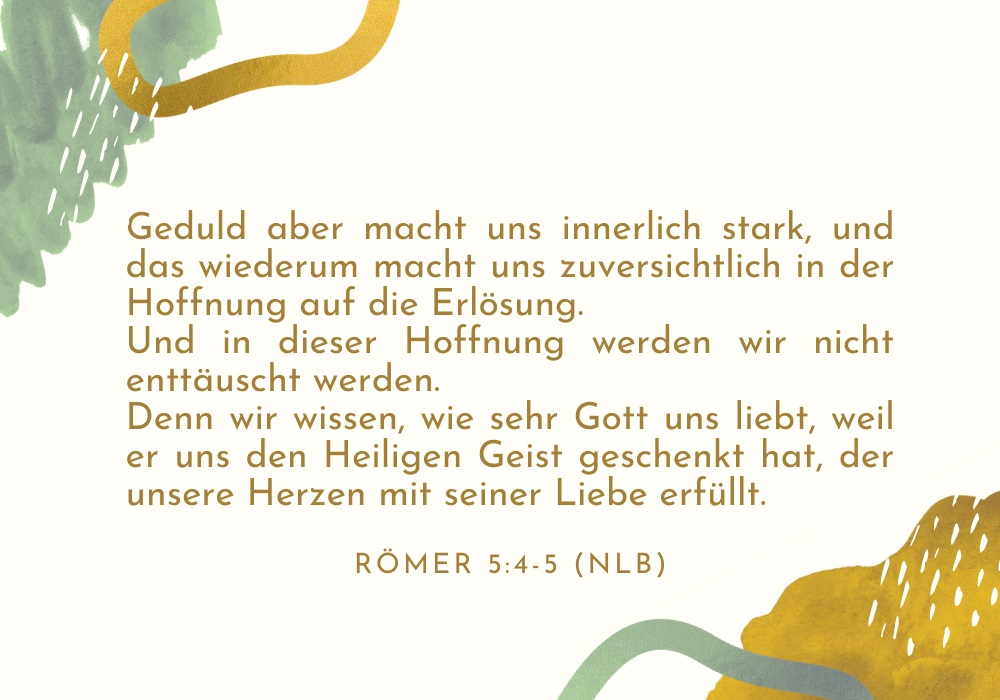 Geduld aber macht uns innerlich stark, und
das wiederum macht uns zuversichtlich in der
Hoffnung auf die Erlösung.
Und in dieser Hoffnung werden wir nicht
enttäuscht werden.
Denn wir wissen, wie sehr Gott uns liebt, weil
er uns den Heiligen Geist geschenkt hat, der
unsere Herzen mit seiner Liebe erfüllt.
RÖMER 5:4-5 (NLB)